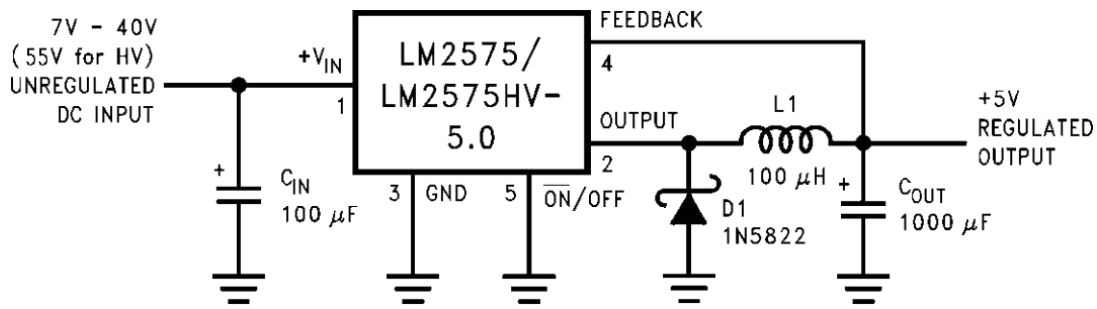 7V – 40V
(55V for HV)
UNREGULATED
DC INPUT
+V_IN
1
C_IN
100 μF
+
LM2575/
LM2575HV–
5.0
3
GND
5
O̅N̅/OFF
FEEDBACK
4
OUTPUT
2
L1
100 μH
D1
1N5822
+
C_OUT
1000 μF
+5V
REGULATED
OUTPUT